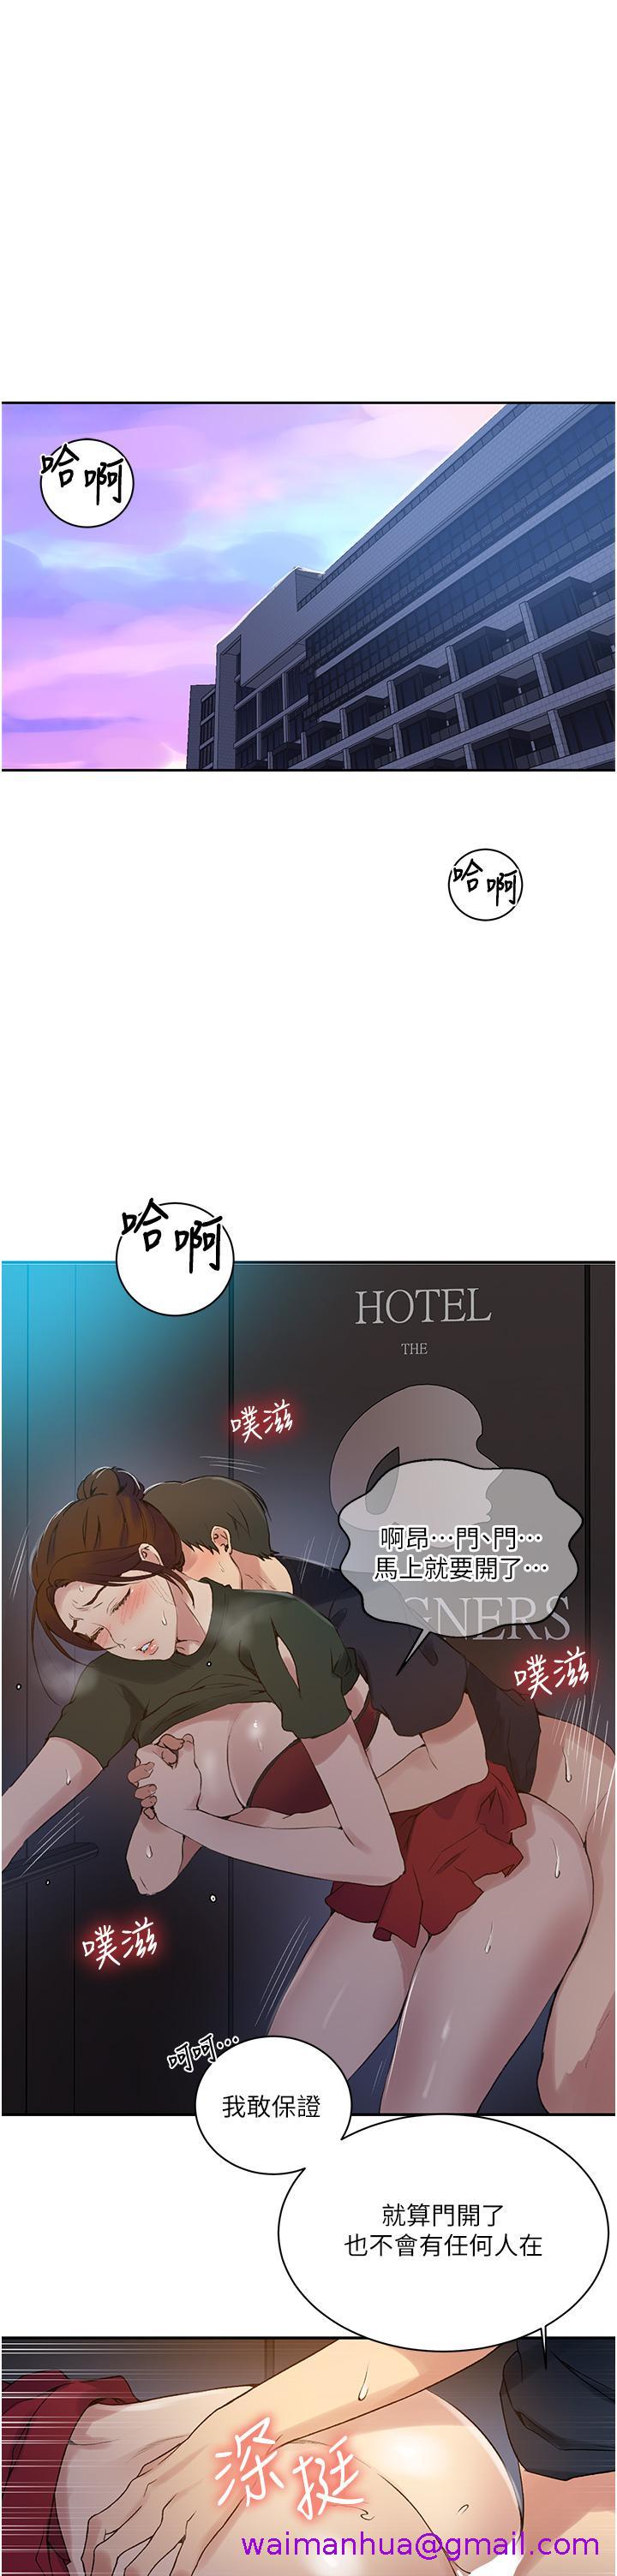 哈啊
哈啊
哈啊
HOTEL
THE
噗滋
啊昂⋯門、門⋯
馬上就要開了⋯
GNERS
噗滋
噗滋
呵呵⋯
我敢保證
就算門開了
也不會有任何人在
深挺
waimanhua@gmail.com